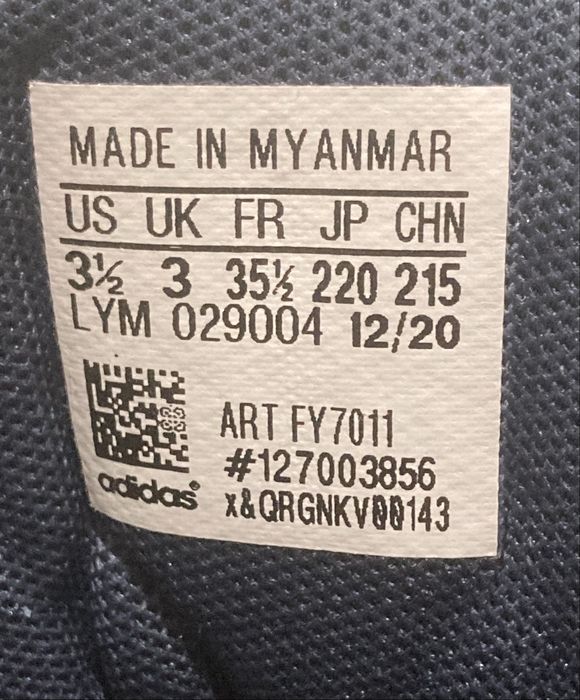 MADE IN MYANMAR
US UK FR JP CHN
3½ 3 35½ 220 215
LYM 029004 12/20
ART FY7011
#127003856
adidas®
x&QRGNKV00143